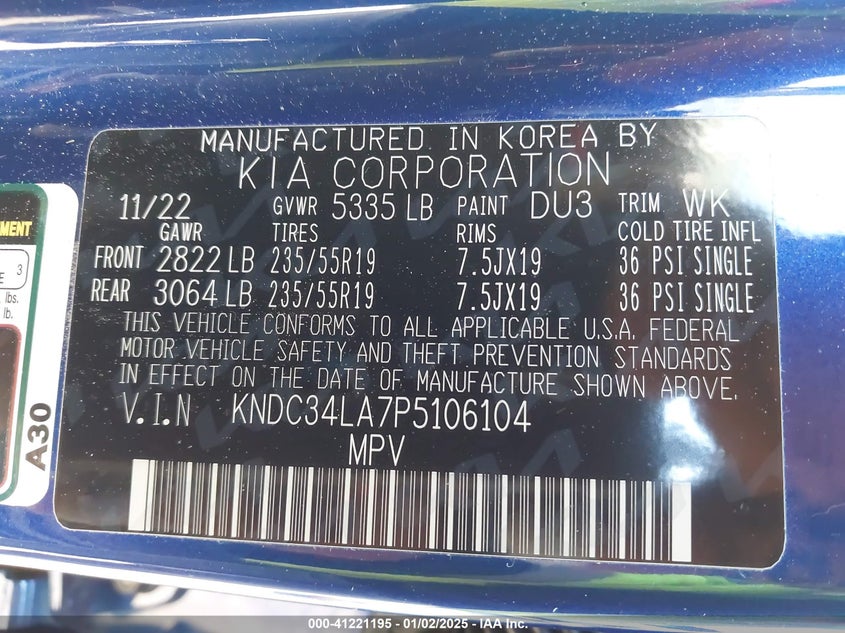 MANUFACTURED IN KOREA BY
KIA CORPORATION
11/22 GVWR 5335 LB PAINT DU3 TRIM WK
GAWR TIRES RIMS COLD TIRE INFL
FRONT 2822 LB 235/55R19 7.5JX19 36 PSI SINGLE
REAR 3064 LB 235/55R19 7.5JX19 36 PSI SINGLE
THIS VEHICLE CONFORMS TO ALL APPLICABLE U.S.A. FEDERAL
MOTOR VEHICLE SAFETY AND THEFT PREVENTION STANDARDS
IN EFFECT ON THE DATE OF MANUFACTURE SHOWN ABOVE.
V.I.N KNDC34LA7P5106104
MPV
3
lbs.
lb.
A30
000-41221195 - 01/02/2025 - IAA Inc.